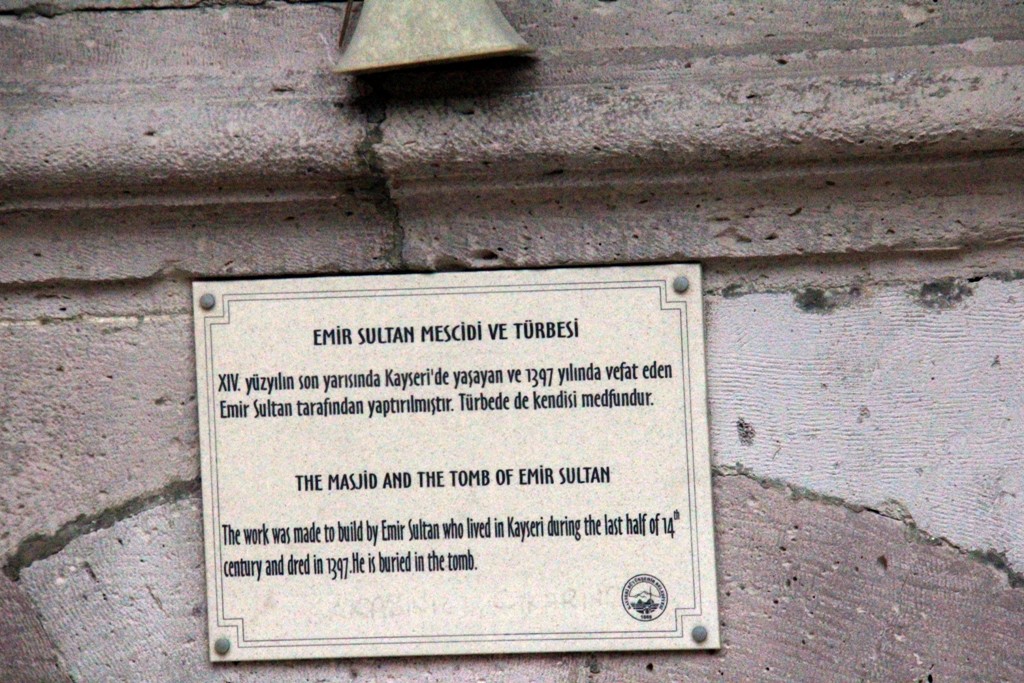 EMİR SULTAN MESCİDİ VE TÜRBESİ
XIV. yüzyılın son yarısında Kayseri'de yaşayan ve 1397 yılında vefat eden
Emir Sultan tarafından yaptırılmıştır. Türbede de kendisi medfundur.
THE MASJİD AND THE TOMB OF EMİR SULTAN
The work was made to build by Emir Sultan who lived in Kayseri during the last half of 14th
century and dred in 1397.He is buried in the tomb.